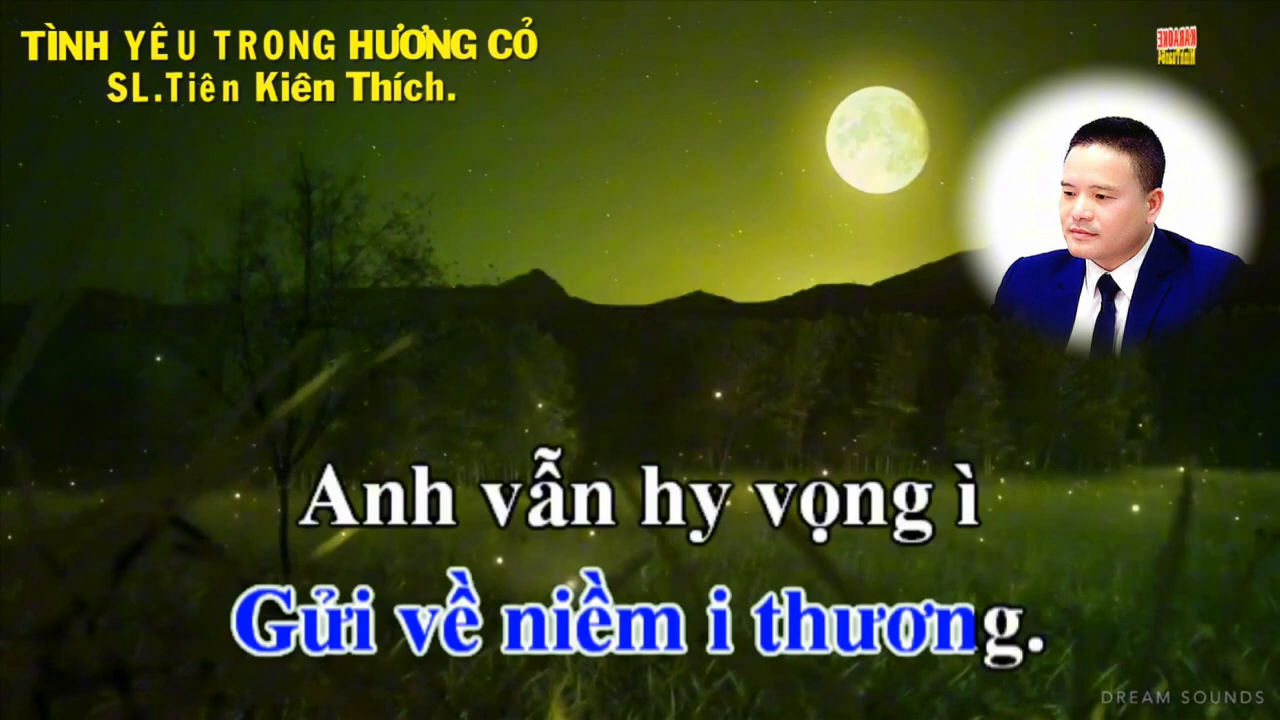 TÌNH YÊU TRONG HƯƠNG CỎ
SL.Tiên Kiên Thích.
KARAOKE
Anh vẫn hy vọng ì
Gửi về niềm i thương.
DREAM SOUNDS